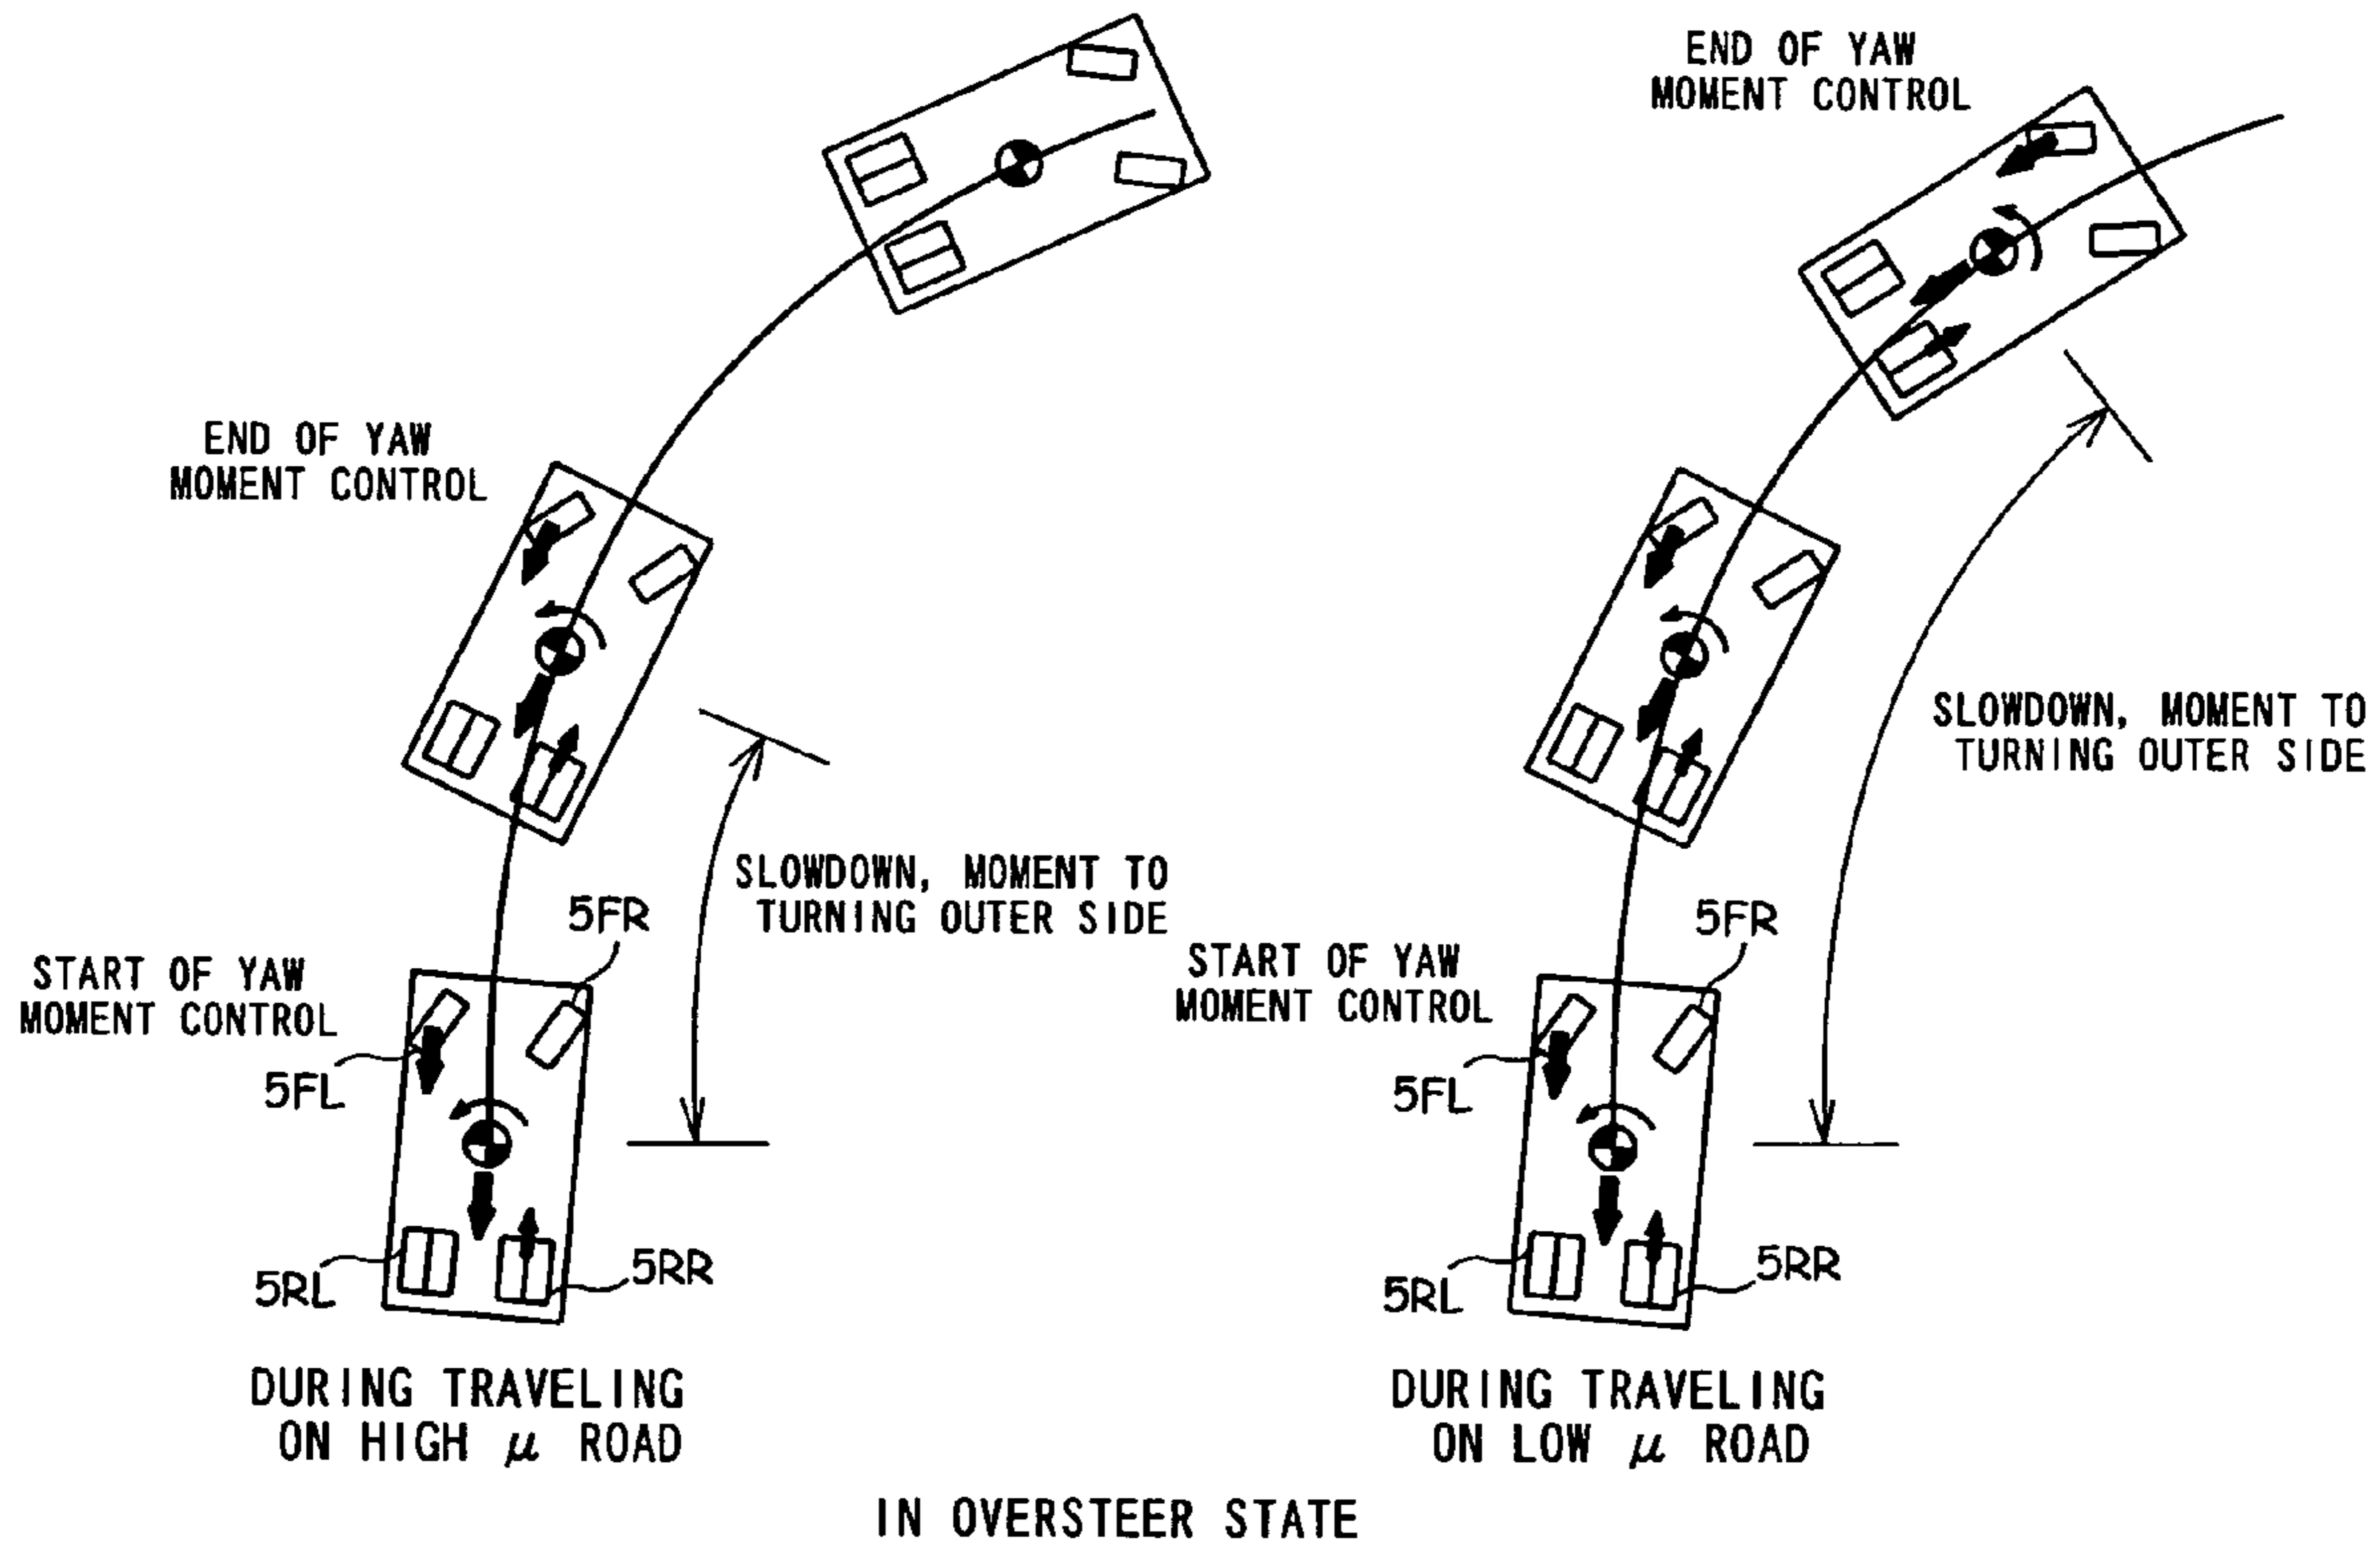 END OF YAW
MOMENT CONTROL
SLOWDOWN, MOMENT TO
TURNING OUTER SIDE
5FR
START OF YAW
MOMENT CONTROL
5FL
5RL
5RR
DURING TRAVELING
ON HIGH μ ROAD
END OF YAW
MOMENT CONTROL
SLOWDOWN, MOMENT TO
TURNING OUTER SIDE
5FR
START OF YAW
MOMENT CONTROL
5FL
5RL
5RR
DURING TRAVELING
ON LOW μ ROAD
IN OVERSTEER STATE